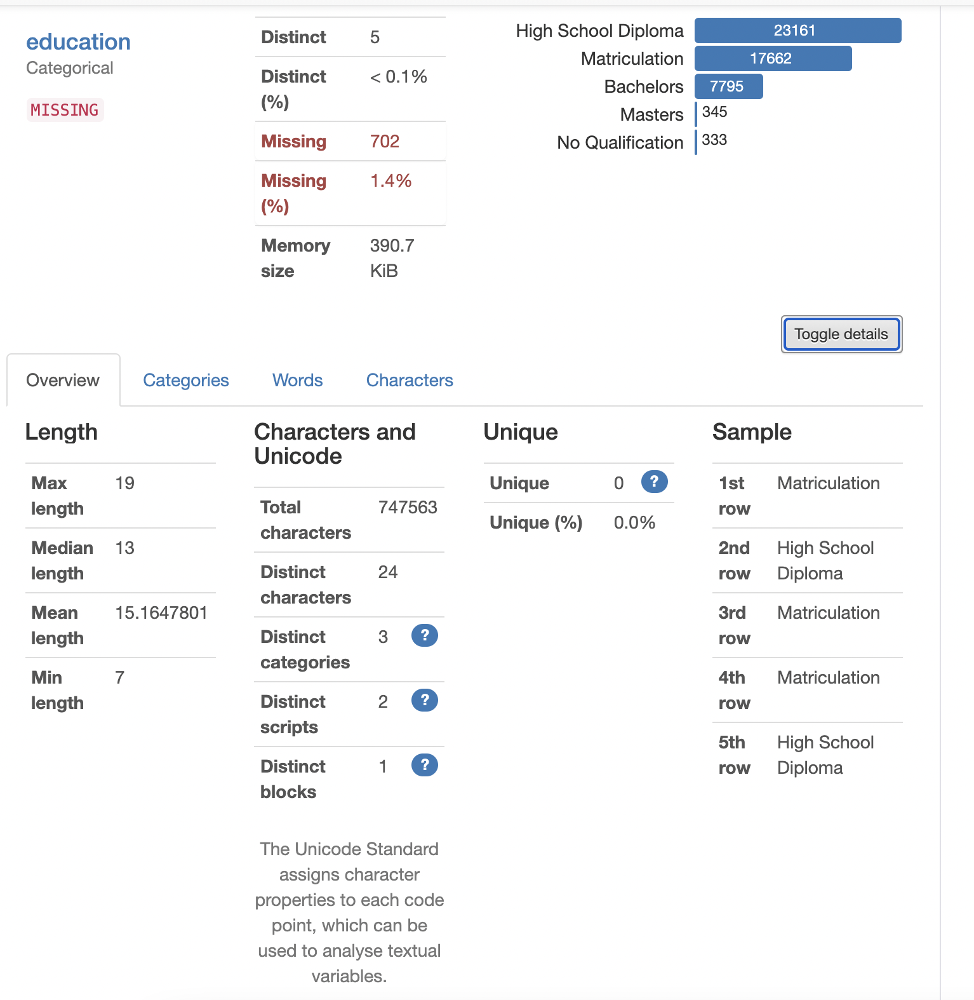 education
Categorical
MISSING
Distinct 5
Distinct < 0.1%
(%)
Missing 702
Missing 1.4%
(%)
Memory 390.7
size KiB
High School Diploma 23161
Matriculation 17662
Bachelors 7795
Masters 345
No Qualification 333
Toggle details
Overview Categories Words Characters
Length
Max 19
length
Median 13
length
Mean 15.1647801
length
Min 7
length
Characters and
Unicode
Total 747563
characters
Distinct 24
characters
Distinct 3 ?
categories
Distinct 2 ?
scripts
Distinct 1 ?
blocks
The Unicode Standard
assigns character
properties to each code
point, which can be
used to analyse textual
variables.
Unique
Unique 0 ?
Unique (%) 0.0%
Sample
1st Matriculation
row
2nd High School
row Diploma
3rd Matriculation
row
4th Matriculation
row
5th High School
row Diploma